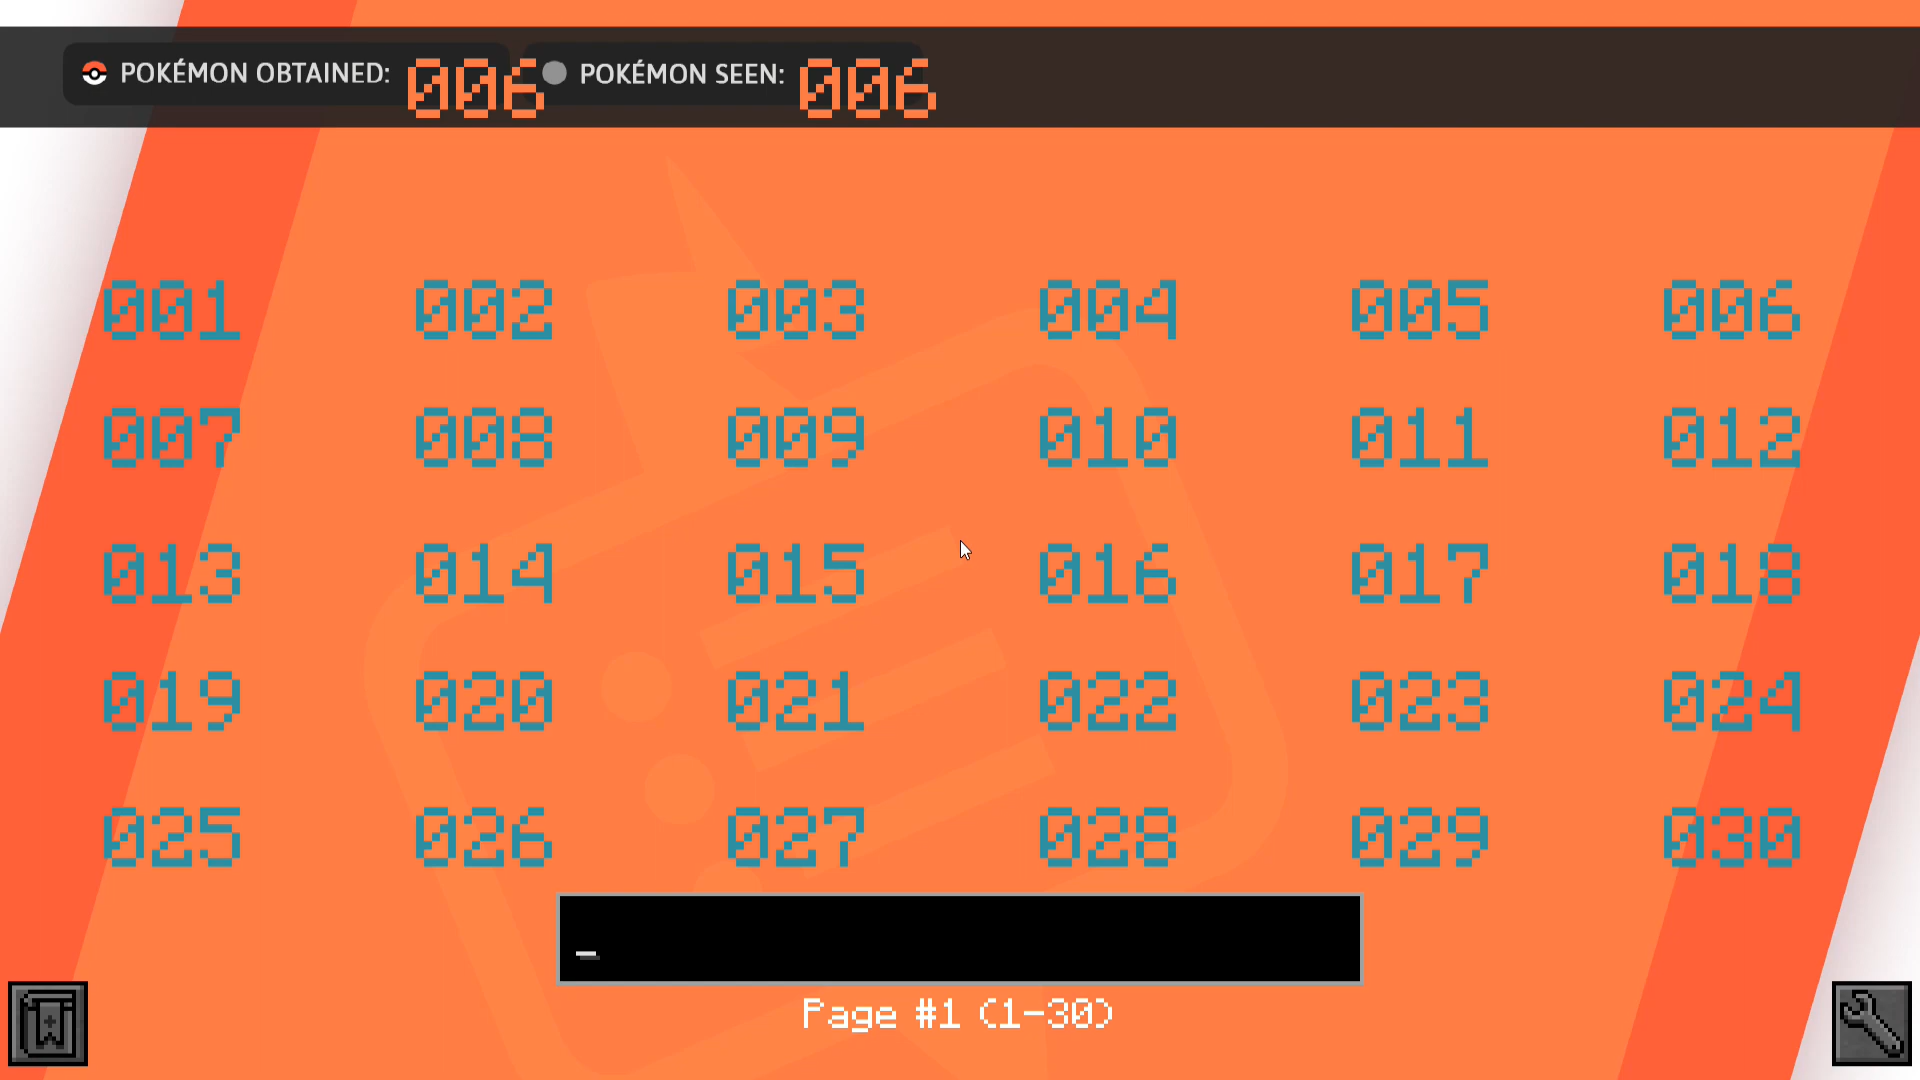 POKÉMON OBTAINED: 006 POKÉMON SEEN: 006
001 002 003 004 005 006
007 008 009 010 011 012
013 014 015 016 017 018
019 020 021 022 023 024
025 026 027 028 029 030
_
Page #1 (1-30)